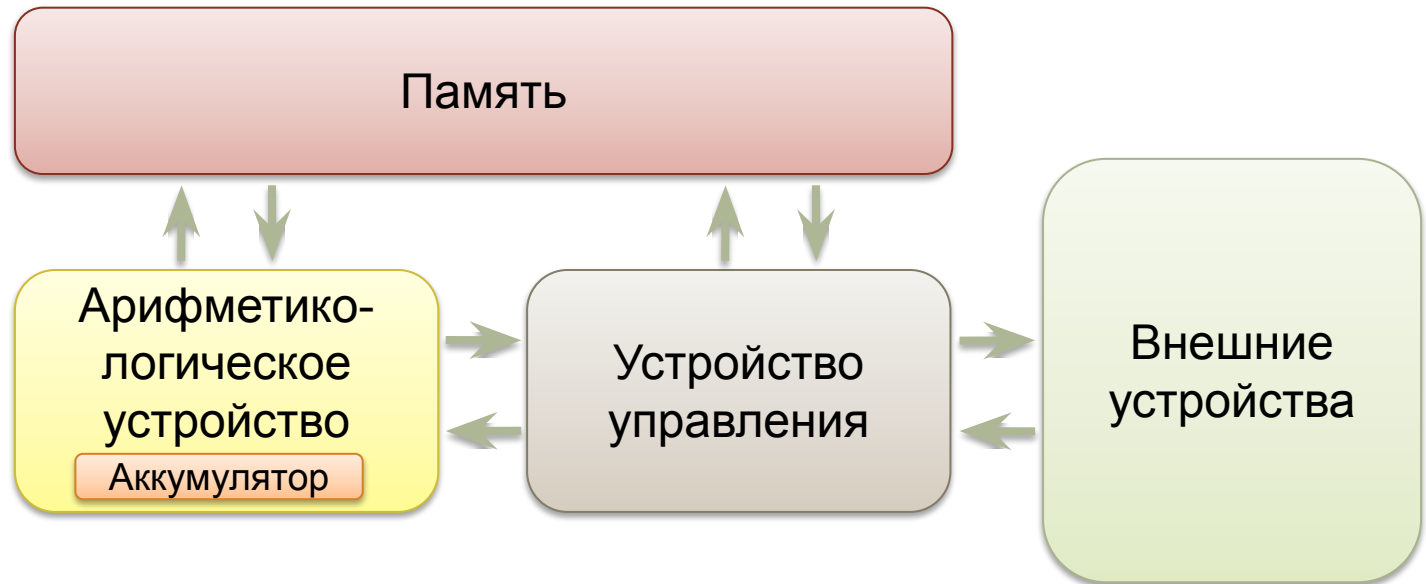 Память
Арифметико-
логическое
устройство
Аккумулятор
Устройство
управления
Внешние
устройства